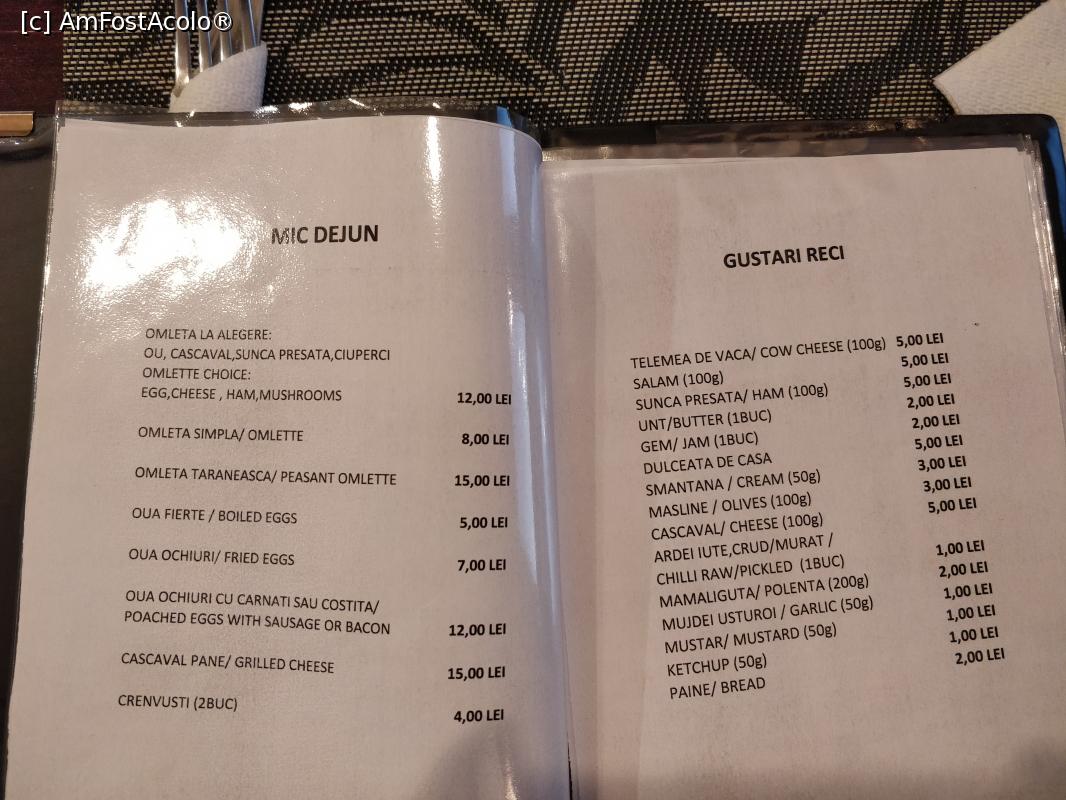 [c] AmFostAcolo®
MIC DEJUN
OMLETA LA ALEGERE:
OU, CASCAVAL,SUNCA PRESATA,CIUPERCI
OMLETTE CHOICE:
EGG,CHEESE , HAM,MUSHROOMS 12,00 LEI
OMLETA SIMPLA/ OMLETTE 8,00 LEI
OMLETA TARANEASCA/ PEASANT OMLETTE 15,00 LEI
OUA FIERTE / BOILED EGGS 5,00 LEI
OUA OCHIURI/ FRIED EGGS 7,00 LEI
OUA OCHIURI CU CARNATI SAU COSTITA/
POACHED EGGS WITH SAUSAGE OR BACON 12,00 LEI
CASCAVAL PANE/ GRILLED CHEESE 15,00 LEI
CRENVUSTI (2BUC) 4,00 LEI
GUSTARI RECI
TELEMEA DE VACA/ COW CHEESE (100g) 5,00 LEI
SALAM (100g) 5,00 LEI
SUNCA PRESATA/ HAM (100g) 5,00 LEI
UNT/BUTTER (1BUC) 2,00 LEI
GEM/ JAM (1BUC) 2,00 LEI
DULCEATA DE CASA 5,00 LEI
SMANTANA / CREAM (50g) 3,00 LEI
MASLINE / OLIVES (100g) 3,00 LEI
CASCAVAL/ CHEESE (100g) 5,00 LEI
ARDEI IUTE,CRUD/MURAT /
CHILLI RAW/PICKLED (1BUC) 1,00 LEI
MAMALIGUTA/ POLENTA (200g) 2,00 LEI
MUJDEI USTUROI / GARLIC (50g) 1,00 LEI
MUSTAR/ MUSTARD (50g) 1,00 LEI
KETCHUP (50g) 1,00 LEI
PAINE/ BREAD 2,00 LEI